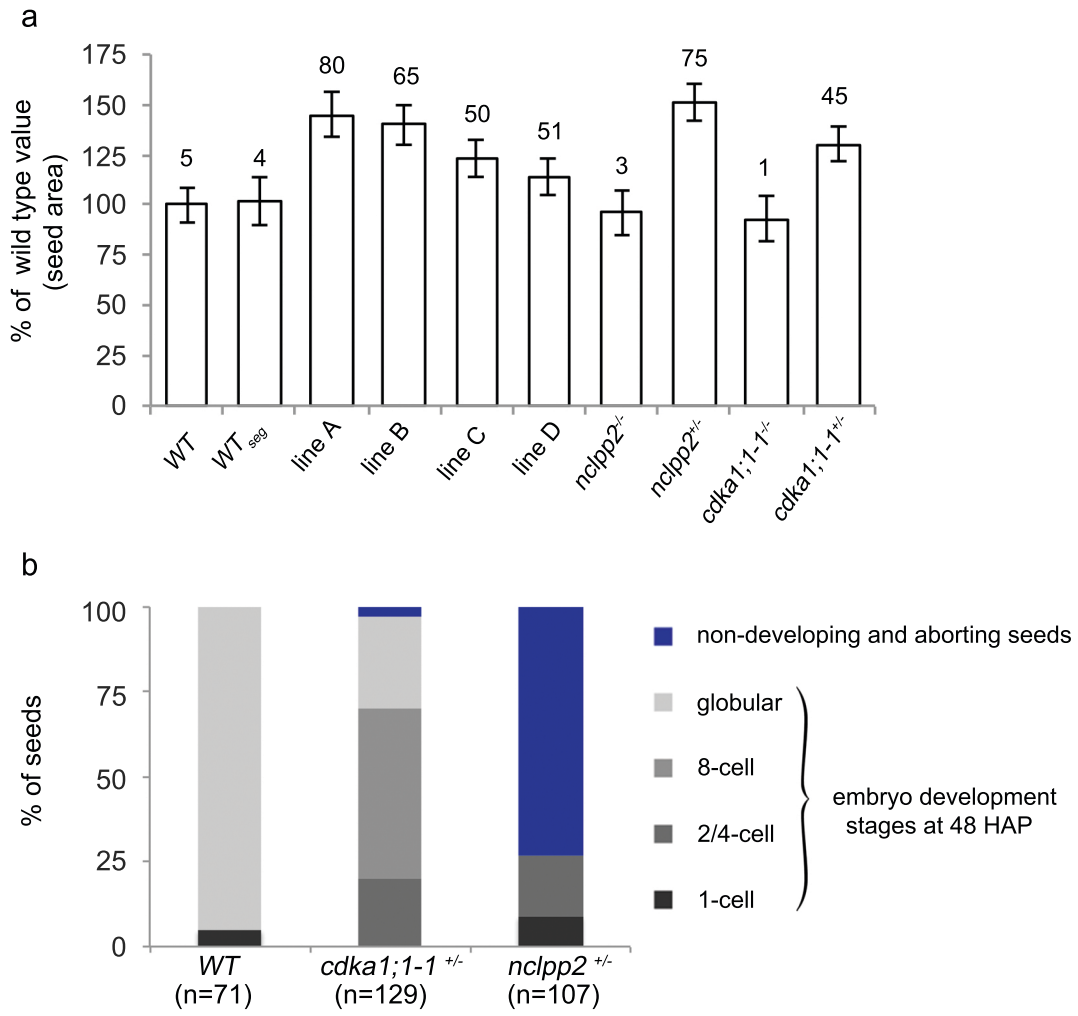 a
% of wild type value
(seed area)
175
150
125
100
75
50
25
0
5
4
80
65
50
51
3
75
1
45
WT
WT seg
line A
line B
line C
line D
nclpp2-/-
nclpp2+/-
cdka1;1-1-/-
cdka1;1-1+/-
b
% of seeds
100
75
50
25
0
WT
(n=71)
cdka1;1-1 +/-
(n=129)
nclpp2 +/-
(n=107)
non-developing and aborting seeds
globular
8-cell
2/4-cell
1-cell
embryo development
stages at 48 HAP